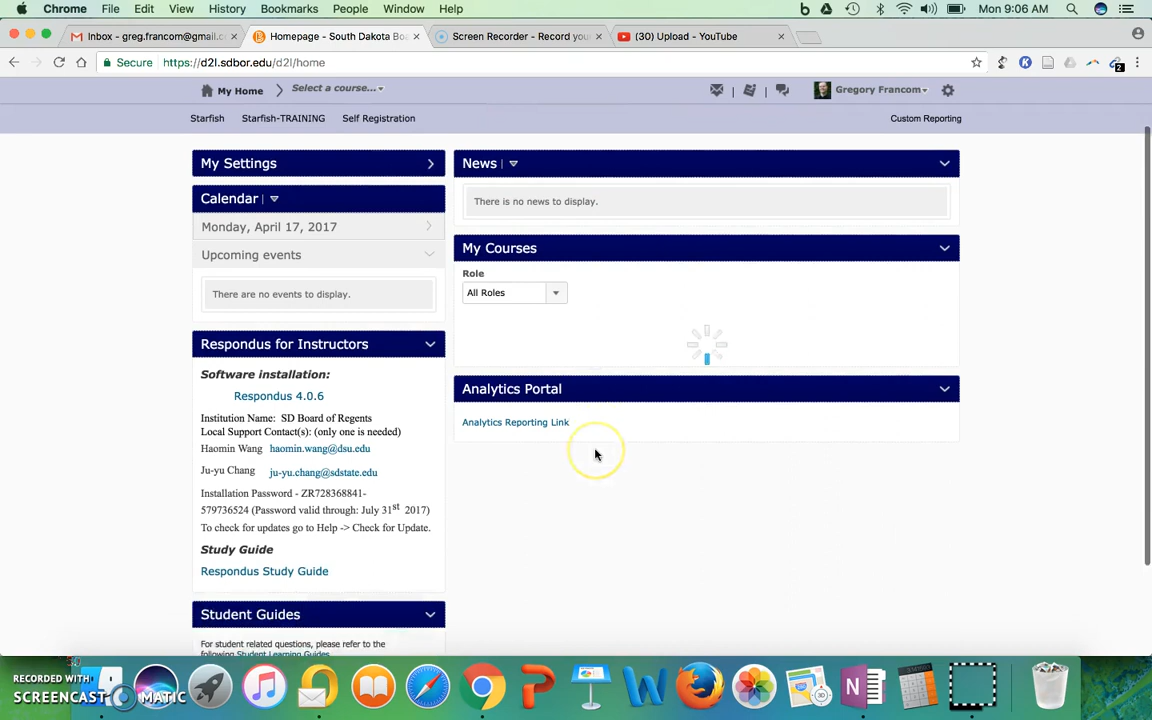 Chrome File Edit View History Bookmarks People Window Help Mon 9:06 AM
Inbox - greg.francom@gmail.c Homepage - South Dakota Boa Screen Recorder - Record you (30) Upload - YouTube
Secure https://d2l.sdbor.edu/d2l/home 2
My Home Select a course... Gregory Francom
Starfish Starfish-TRAINING Self Registration Custom Reporting
My Settings
Calendar
Monday, April 17, 2017
Upcoming events
There are no events to display.
Respondus for Instructors
Software installation:
Respondus 4.0.6
Institution Name: SD Board of Regents
Local Support Contact(s): (only one is needed)
Haomin Wang haomin.wang@dsu.edu
Ju-yu Chang ju-yu.chang@sdstate.edu
Installation Password - ZR728368841-
579736524 (Password valid through: July 31st 2017)
To check for updates go to Help -> Check for Update.
Study Guide
Respondus Study Guide
Student Guides
For student related questions, please refer to the
following Student Learning Guides
News
There is no news to display.
My Courses
Role
All Roles
Analytics Portal
Analytics Reporting Link
RECORDED WITH
SCREENCAST MATIC